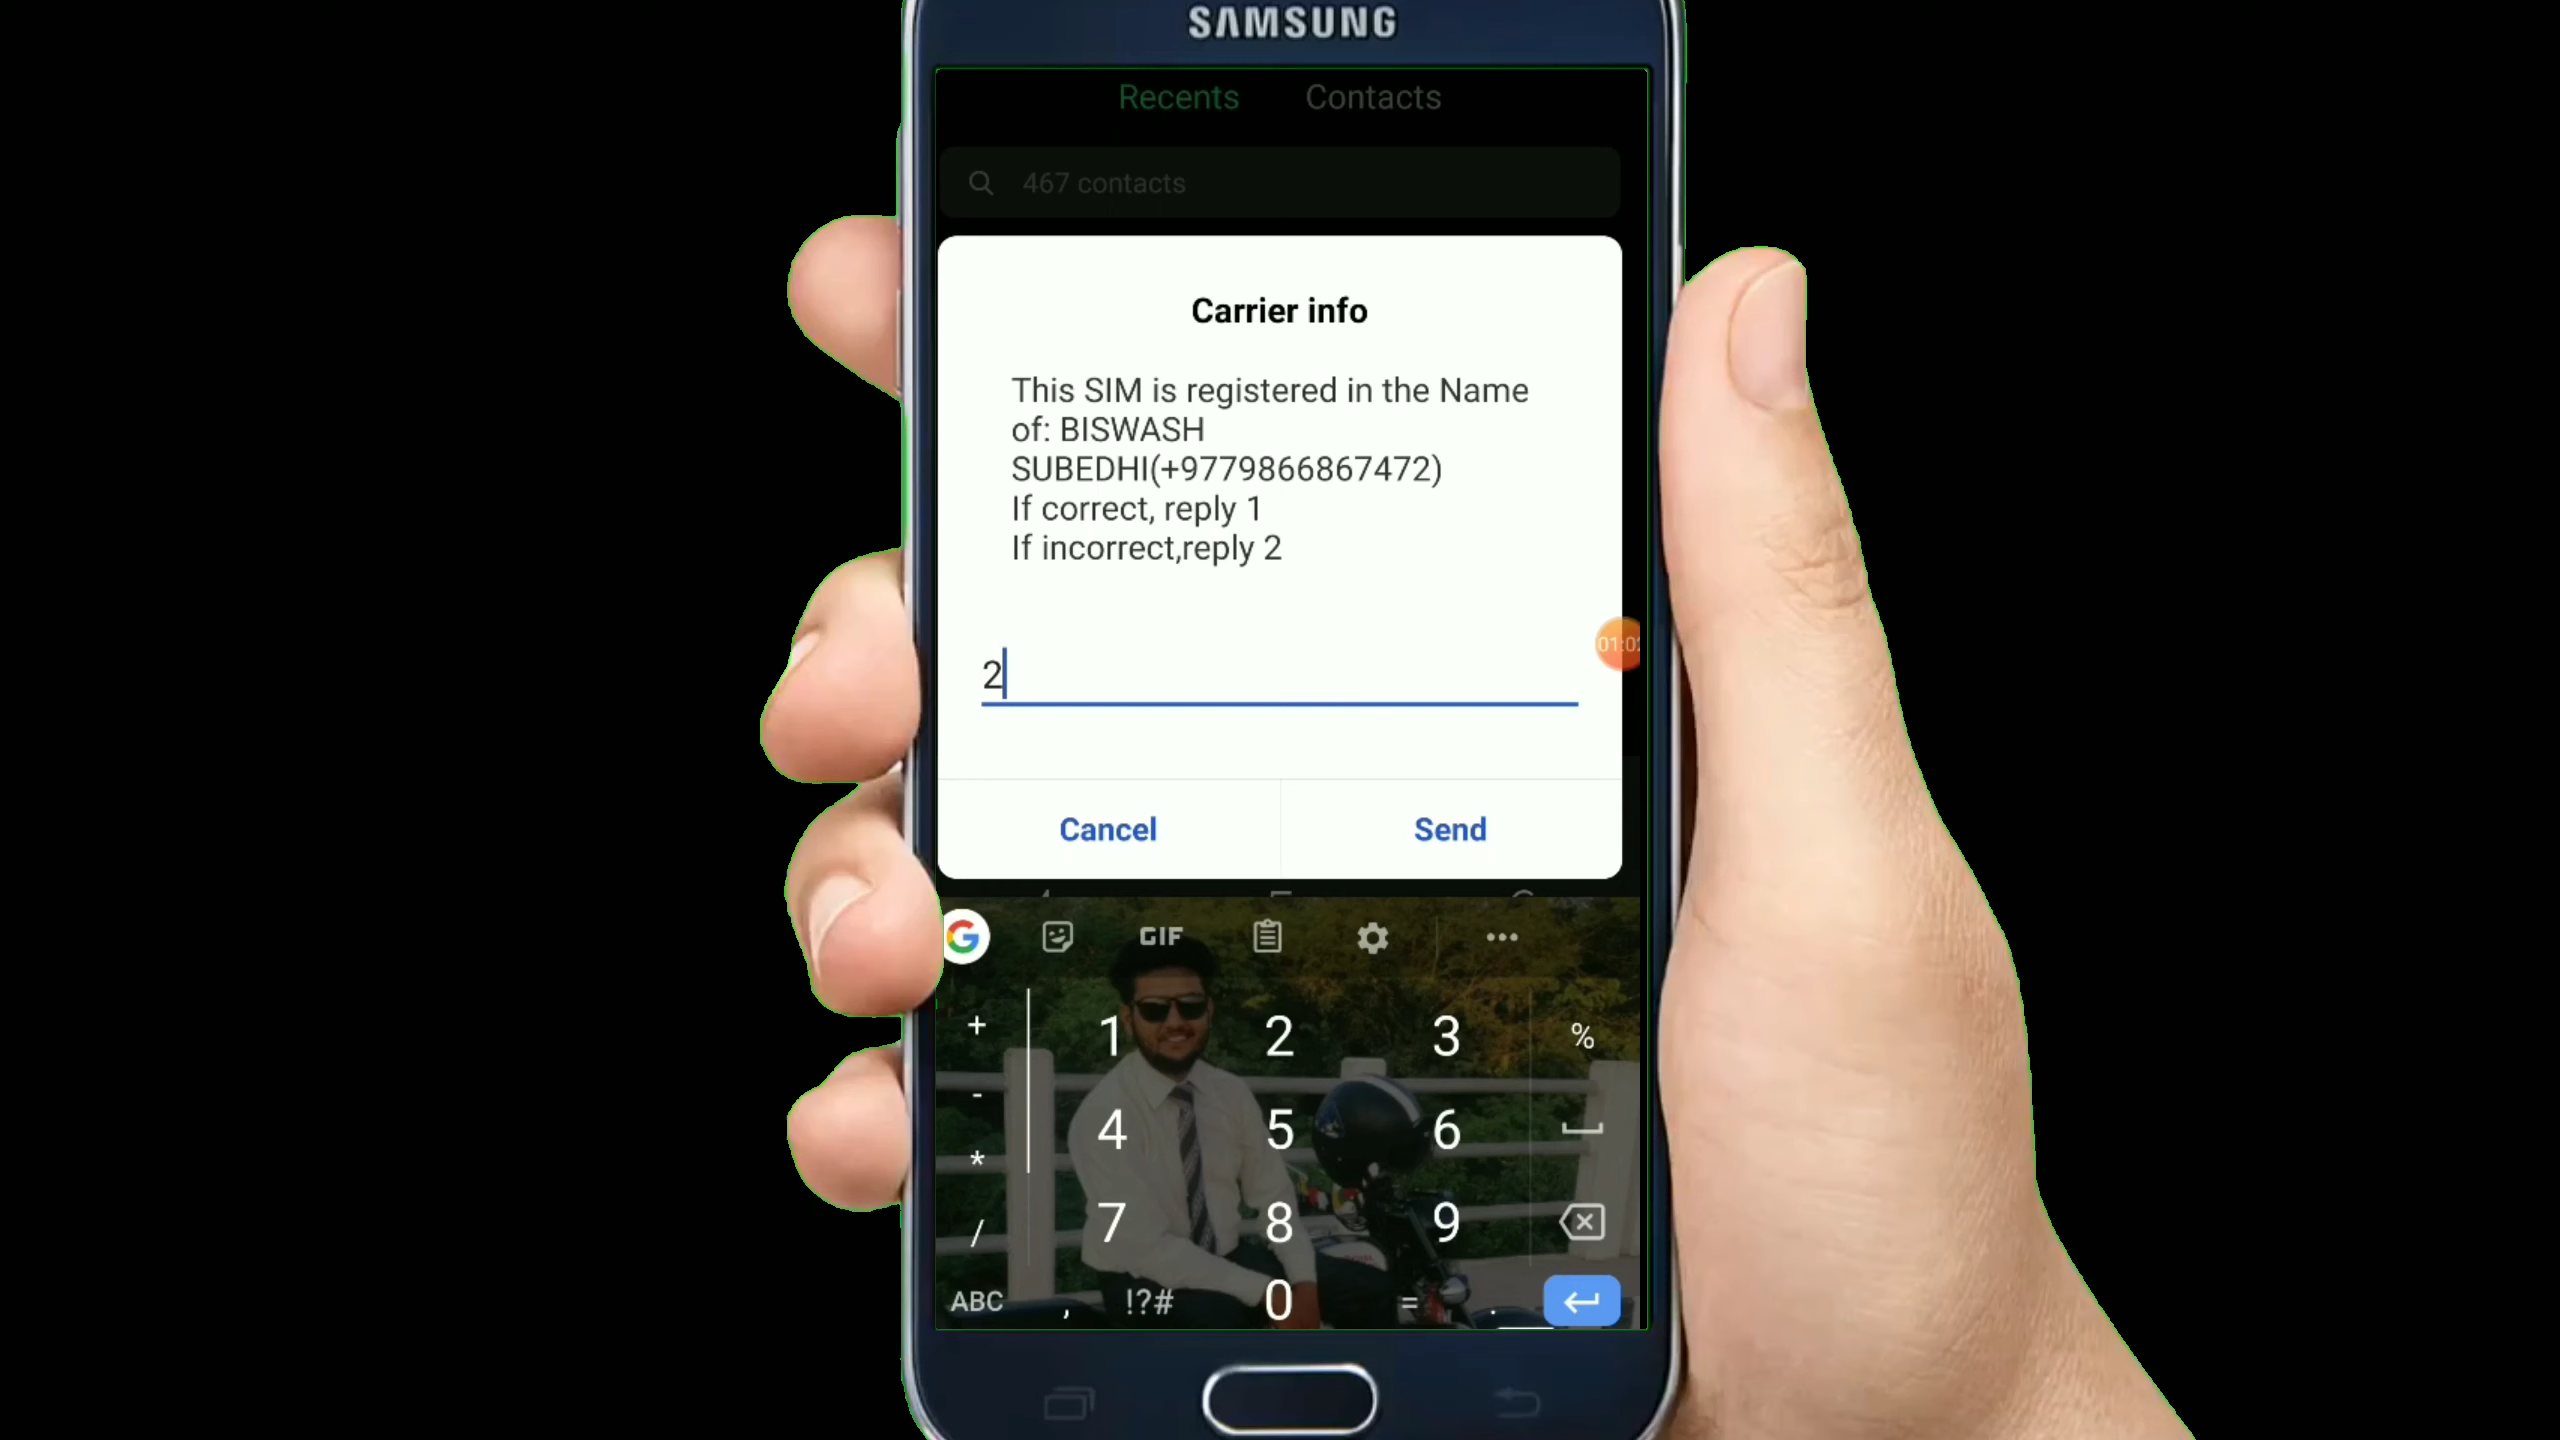 SAMSUNG
Recents Contacts
467 contacts
Carrier info
This SIM is registered in the Name
of: BISWASH
SUBEDHI(+9779866867472)
If correct, reply 1
If incorrect,reply 2
01:02
2
Cancel Send
GIF
+ 1 2 3 %
- 4 5 6
*
/ 7 8 9
ABC , !?# 0 = .